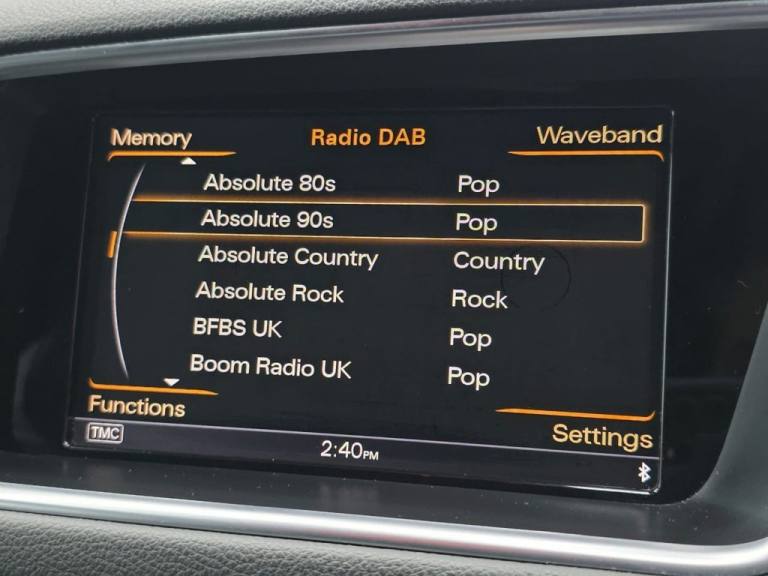 Memory Radio DAB Waveband
Absolute 80s Pop
Absolute 90s Pop
Absolute Country Country
Absolute Rock Rock
BFBS UK Pop
Boom Radio UK Pop
Functions Settings
TMC 2:40PM